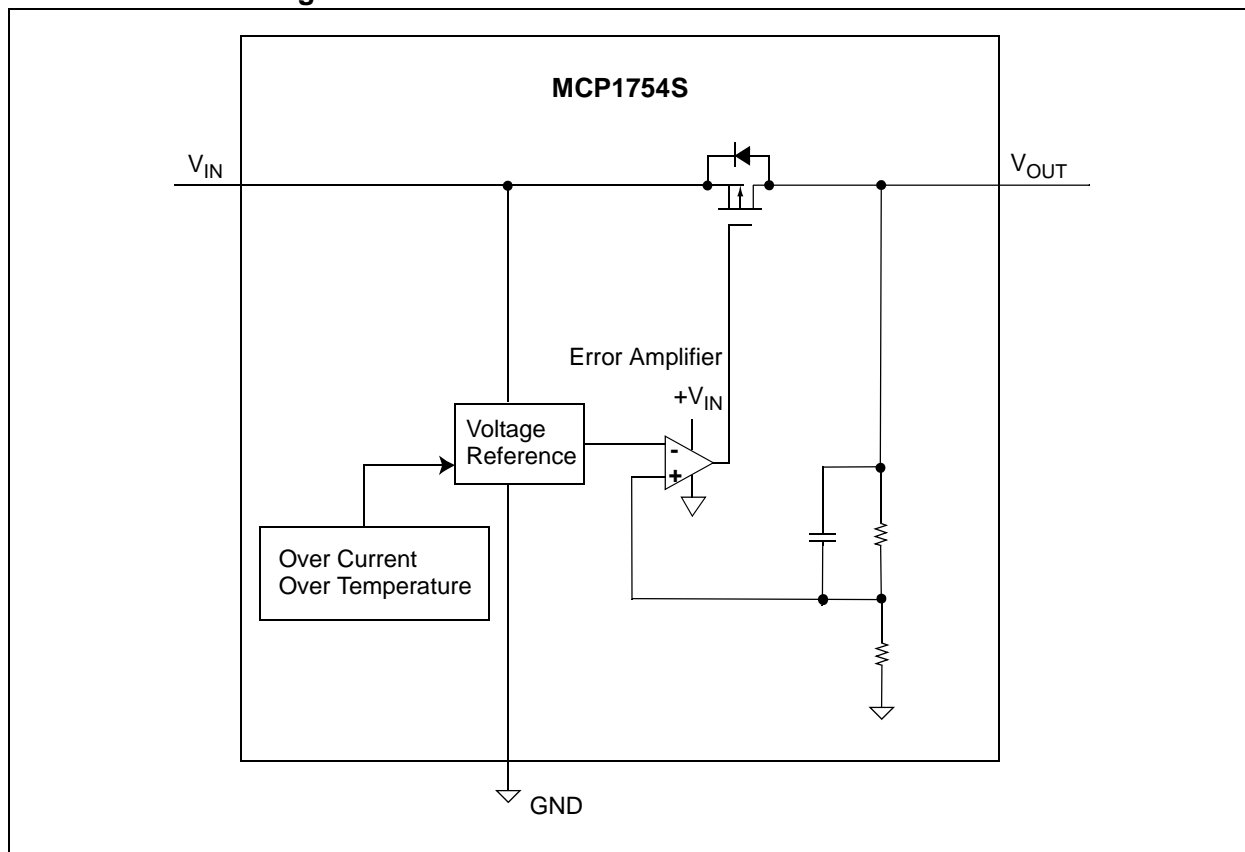 MCP1754S
V_IN
V_OUT
Error Amplifier
+V_IN
Voltage
Reference
-
+
Over Current
Over Temperature
GND